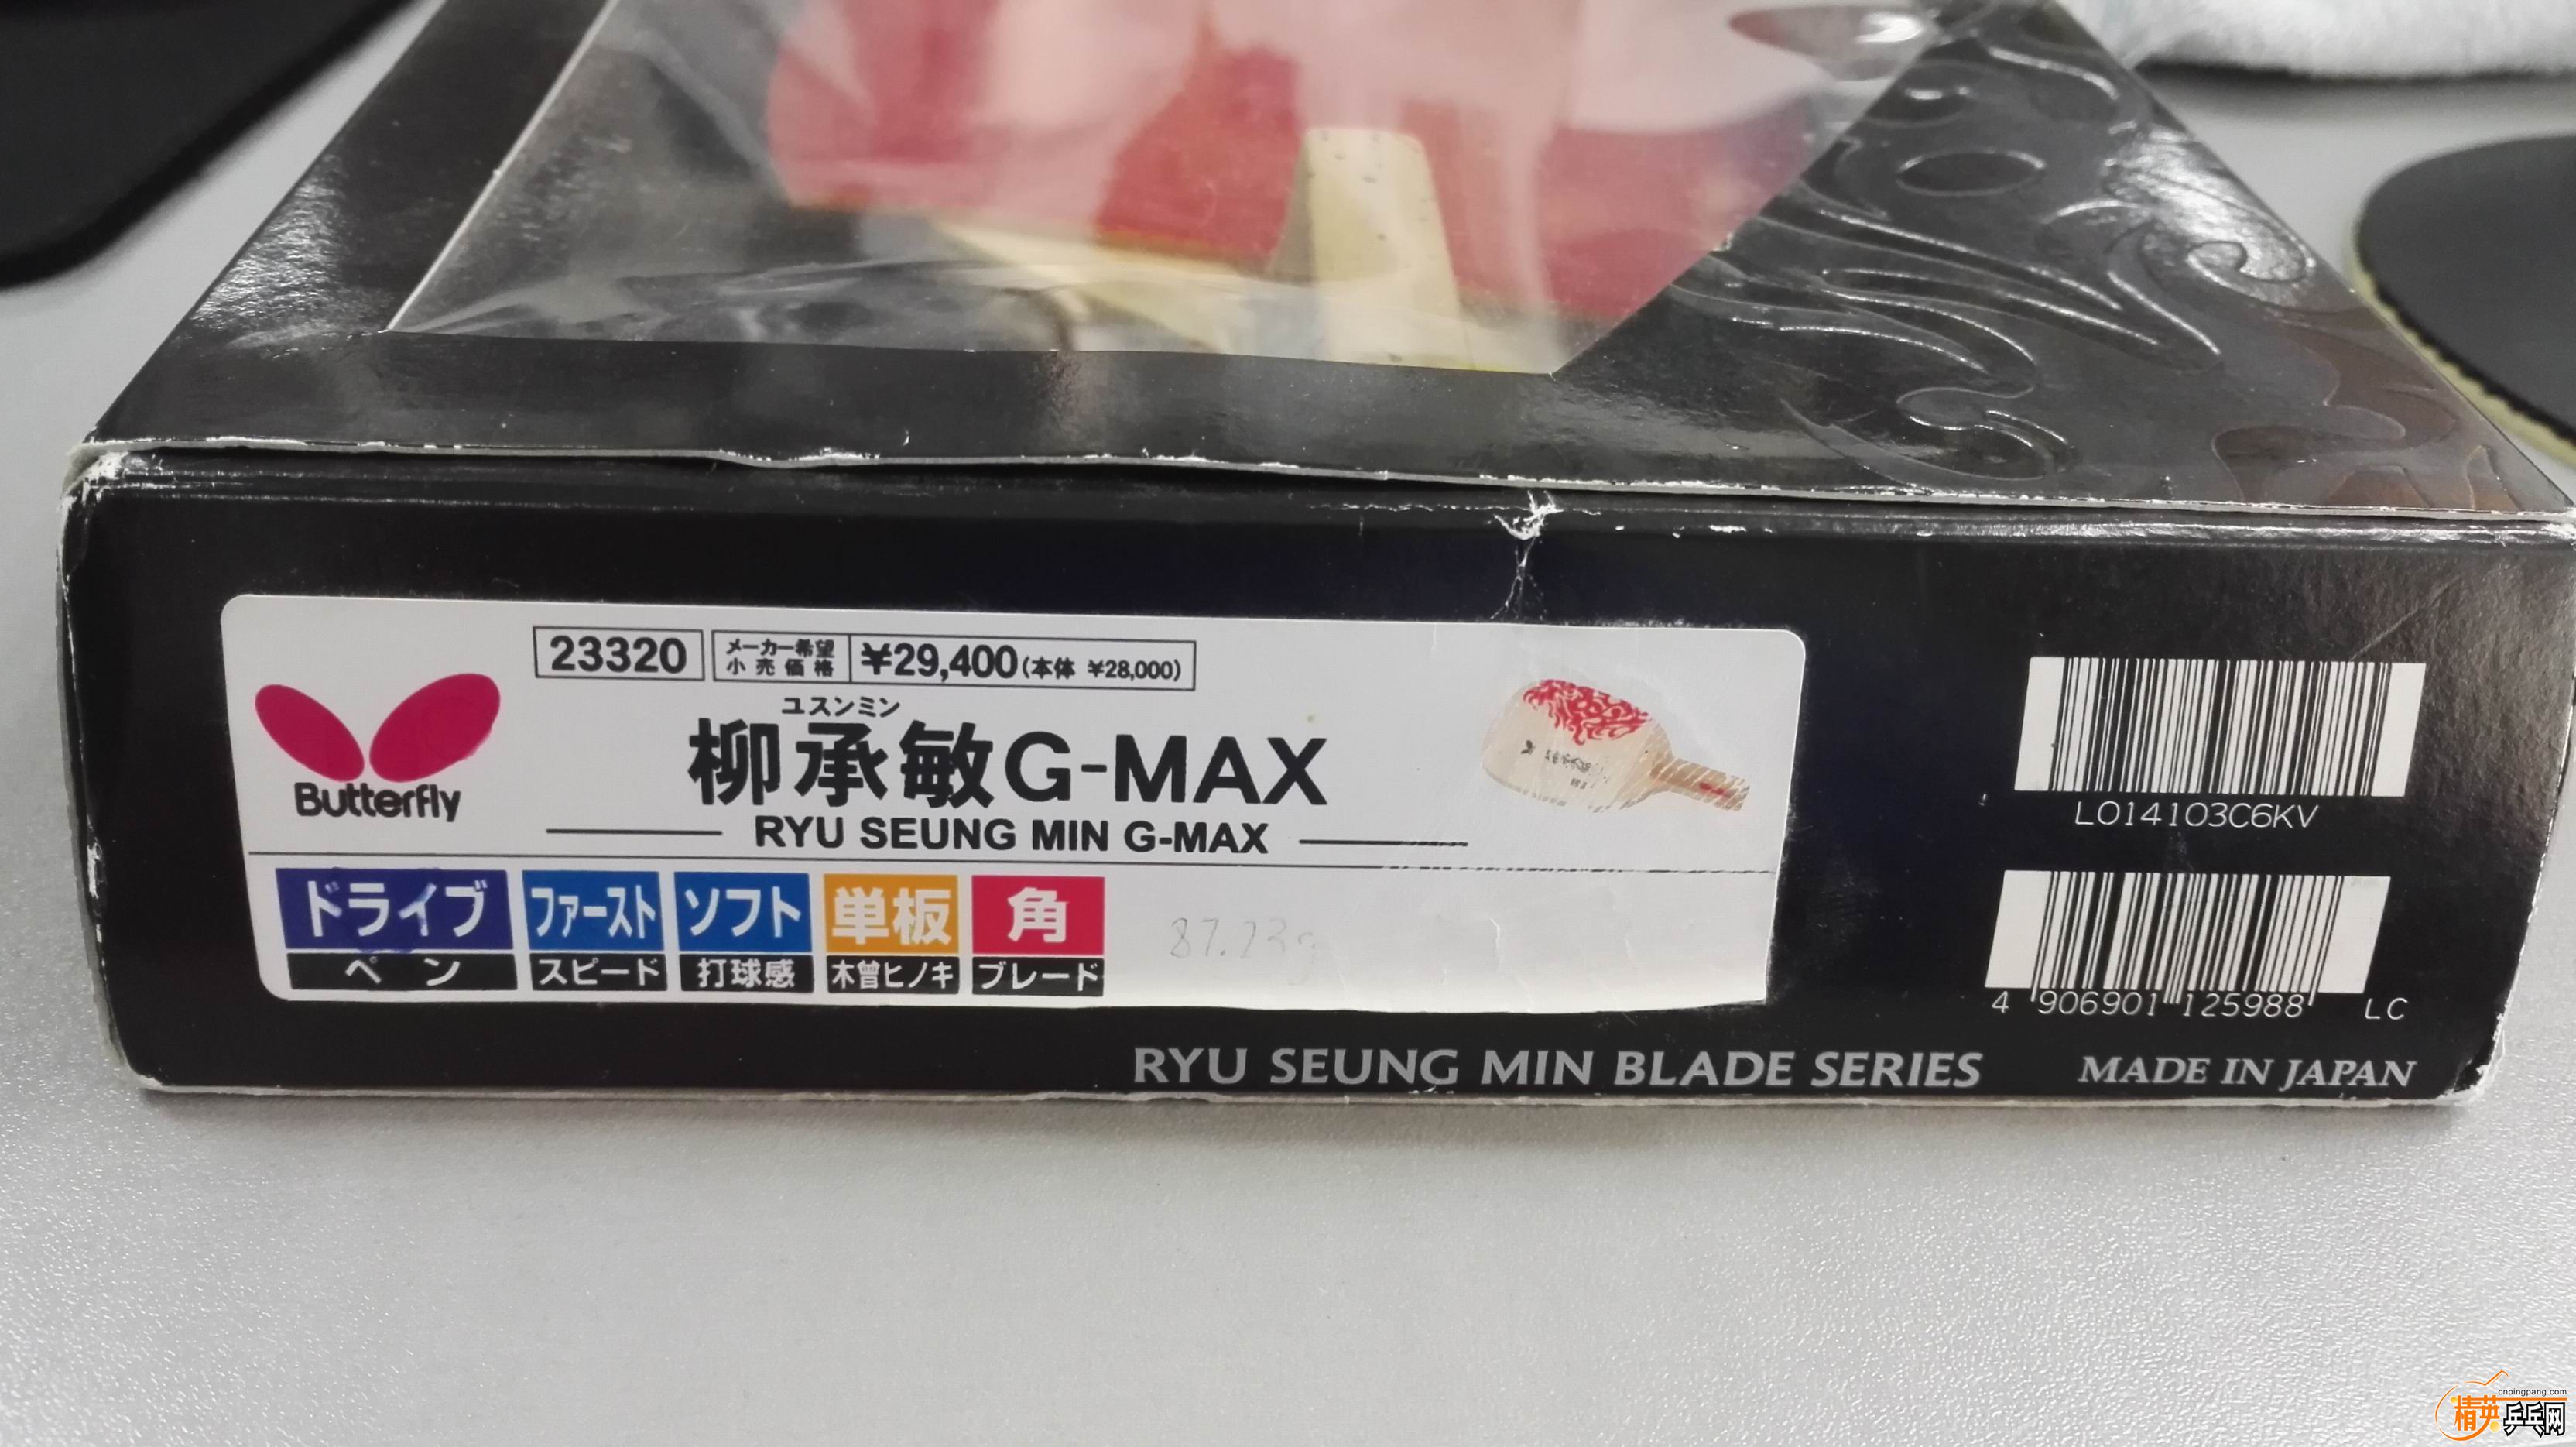 23320
メーカー希望
小売価格
¥29,400(本体 ¥28,000)
ユスンミン
柳承敏G-MAX
RYU SEUNG MIN G-MAX
Butterfly
ドライブ ファースト ソフト 単板 角
ペン スピード 打球感 木曽ヒノキ ブレード
87.23g
L014103C6KV
4 906901 125988 LC
RYU SEUNG MIN BLADE SERIES
MADE IN JAPAN
cnpingpang.com
精英乒乓网